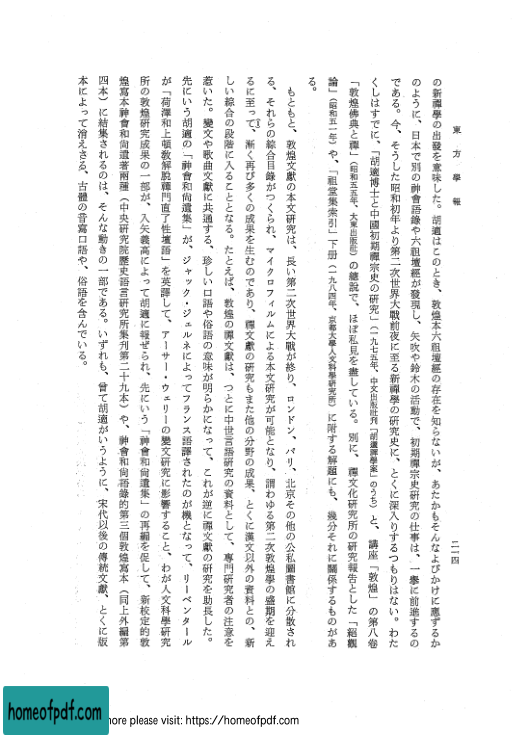 東方學報
二一四
の新禪學の出發を意味した。胡適はこのとき、敦煌本六祖壇經の存在を知らないが、あたかもそんなよびかけに應ずるか
のように、日本で別の神會語錄や六祖壇經が發現し、矢吹や鈴木の活動で、初期禪宗史研究の仕事は、一擧に前進するの
である。今、そうした昭和初年より第二次世界大戰前夜に至る新禪學の研究史に、とくに深入りするつもりはない。わた
くしはすでに、「胡適博士と中國初期禪宗史の研究」（一九七五年、中文出版社刊「胡適禪學案」のうち）と、講座「敦煌」の第八卷
「敦煌佛典と禪」（昭和五五年、大東出版社）の總說で、ほぼ私見を盡している。別に、禪文化研究所の研究報告とした「絕觀
論」（昭和五一年）や、「祖堂集索引」下册（一九八四年、京都大學人文科學研究所）に附する解題にも、幾分それに關係するものがあ
る。
もともと、敦煌文獻の本文研究は、長い第二次世界大戰が終り、ロンドン、パリ、北京その他の公私圖書館に分散され
る、それらの綜合目錄がつくられ、マイクロフィルムによる本文研究が可能となり、謂わゆる第二次敦煌學の盛期を迎え
るに至って、漸く再び多くの成果を生むのであり、禪文獻の研究もまた他の分野の成果、とくに漢文以外の資料との、新
しい綜合の段階に入ることとなる。たとえば、敦煌の禪文獻は、つとに中世言語研究の資料として、專門研究者の注意を
惹いた。變文や歌曲文獻に共通する、珍しい口語や俗語の意味が明らかになって、これが逆に禪文獻の研究を助長した。
先にいう胡適の「神會和尙遺集」が、ジャック・ジェルネによってフランス語譯されたのが機となって、リーベンタール
が「荷澤和上頓敎解脫禪門直了性壇語」を英譯して、アーサー・ウェリーの變文研究に影響すること、わが人文科學研究
所の敦煌研究成果の一部が、入矢義高によって胡適に報ぜられ、先にいう「神會和尙遺集」の再編を促して、新校定的敦
煌寫本神會和尙遺著兩種（中央研究院歷史語言研究所集刊第二十九本）や、神會和尙語錄的第三個敦煌寫本（同上外編第
四本）に結集されるのは、そんな動きの一部である。いずれも、曾て胡適がいうように、宋代以後の傳統文獻、とくに版
本によって消えさる、古體の音寫口語や、俗語を含んでいる。
homeofpdf.com
ore please visit: https://homeofpdf.com